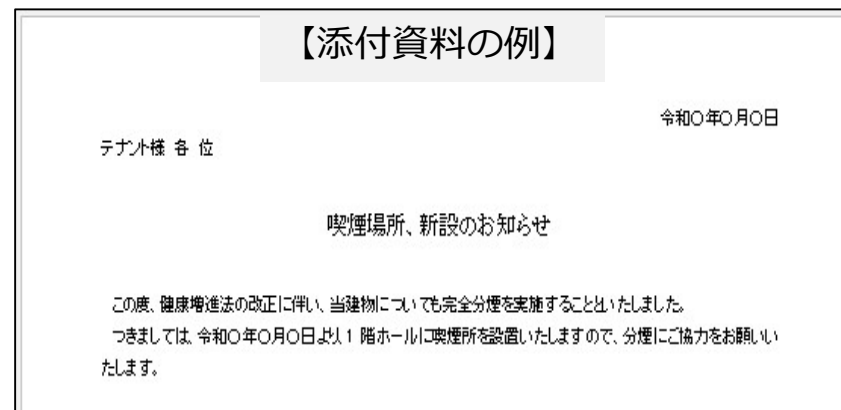 【添付資料の例】
令和〇年〇月〇日
テナント様 各 位
喫煙場所、新設のお知らせ
この度、健康増進法の改正に伴い、当建物についても完全分煙を実施することといたしました。
つきましては、令和〇年〇月〇日より1 階ホールに喫煙所を設置いたしますので、分煙にご協力をお願いい
たします。